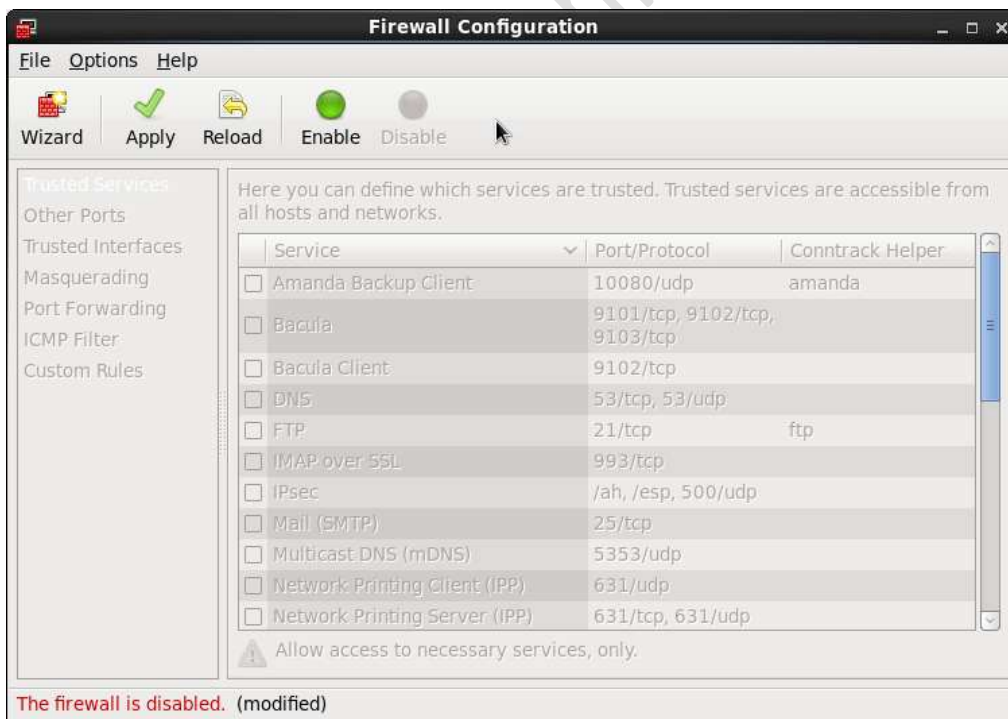 Firewall Configuration
File Options Help
Wizard Apply Reload Enable Disable
Trusted Services
Other Ports
Trusted Interfaces
Masquerading
Port Forwarding
ICMP Filter
Custom Rules
Here you can define which services are trusted. Trusted services are accessible from
all hosts and networks.
Service Port/Protocol Conntrack Helper
Amanda Backup Client 10080/udp amanda
Bacula 9101/tcp, 9102/tcp,
9103/tcp
Bacula Client 9102/tcp
DNS 53/tcp, 53/udp
FTP 21/tcp ftp
IMAP over SSL 993/tcp
IPsec /ah, /esp, 500/udp
Mail (SMTP) 25/tcp
Multicast DNS (mDNS) 5353/udp
Network Printing Client (IPP) 631/udp
Network Printing Server (IPP) 631/tcp, 631/udp
Allow access to necessary services, only.
The firewall is disabled. (modified)